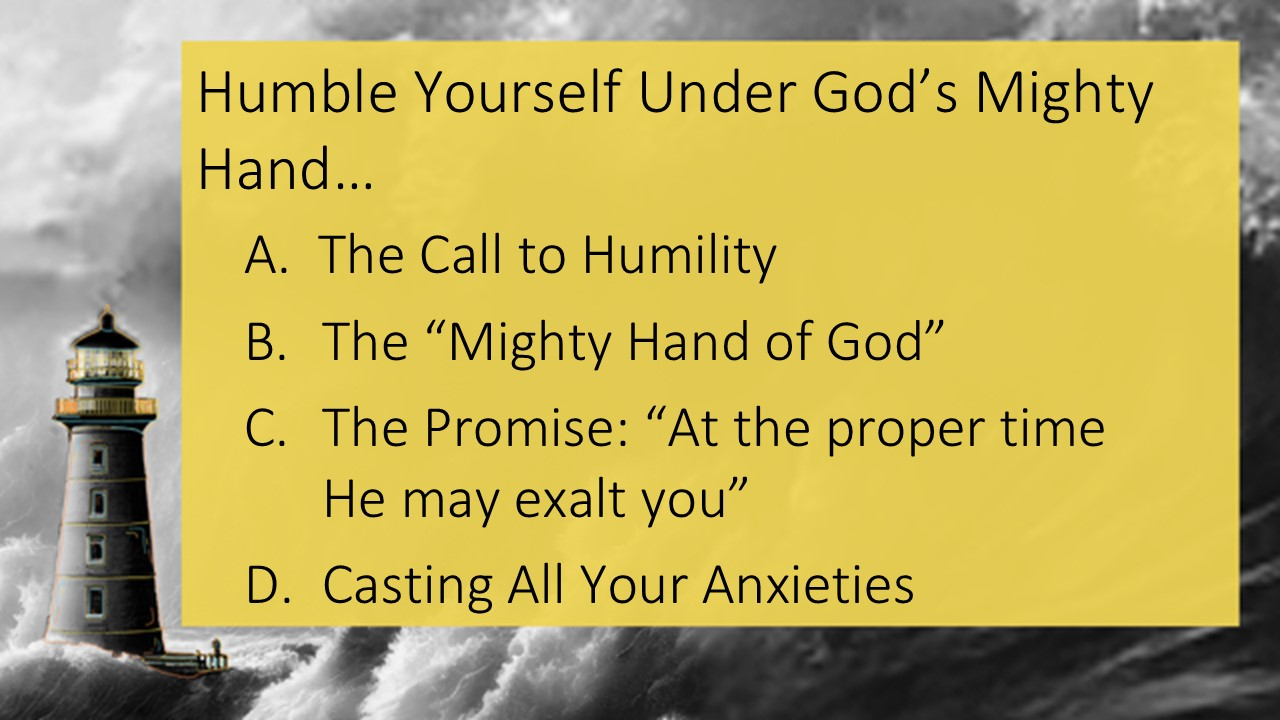 Humble Yourself Under God’s Mighty
Hand…
A. The Call to Humility
B. The “Mighty Hand of God”
C. The Promise: “At the proper time
He may exalt you”
D. Casting All Your Anxieties